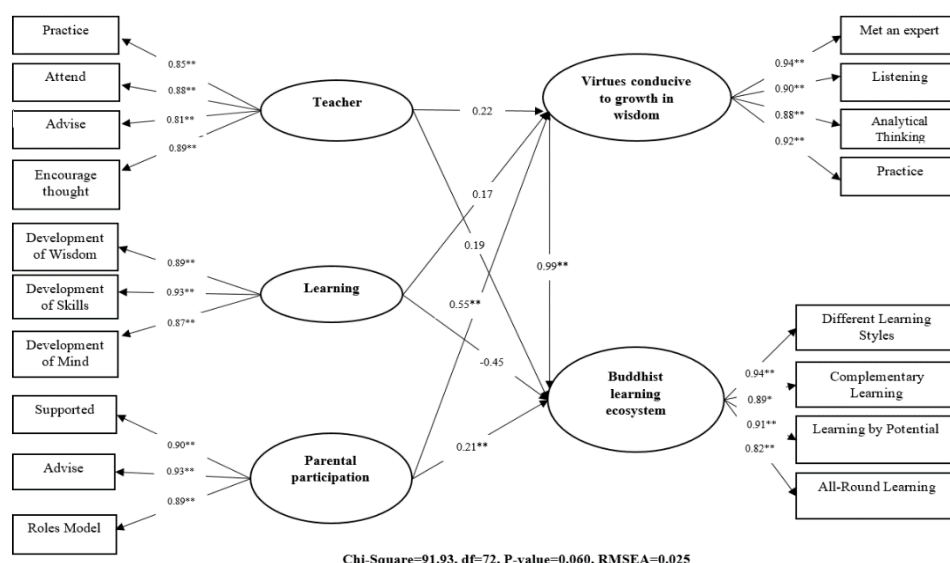 Practice
Attend
Advise
Encourage
thought
0.85**
0.88**
0.81**
0.89**
Teacher
Development
of Wisdom
Development
of Skills
Development
of Mind
0.89**
0.93**
0.87**
Learning
Supported
Advise
Roles Model
0.90**
0.93**
0.89**
Parental
participation
0.22
0.17
0.19
0.55**
-0.45
0.21**
0.99**
Virtues conducive
to growth in
wisdom
0.94**
0.90**
0.88**
0.92**
Met an expert
Listening
Analytical
Thinking
Practice
Buddhist
learning
ecosystem
0.94**
0.89*
0.91**
0.82**
Different Learning
Styles
Complementary
Learning
Learning by Potential
All-Round Learning
Chi-Square=91.93, df=72, P-value=0.060, RMSEA=0.025